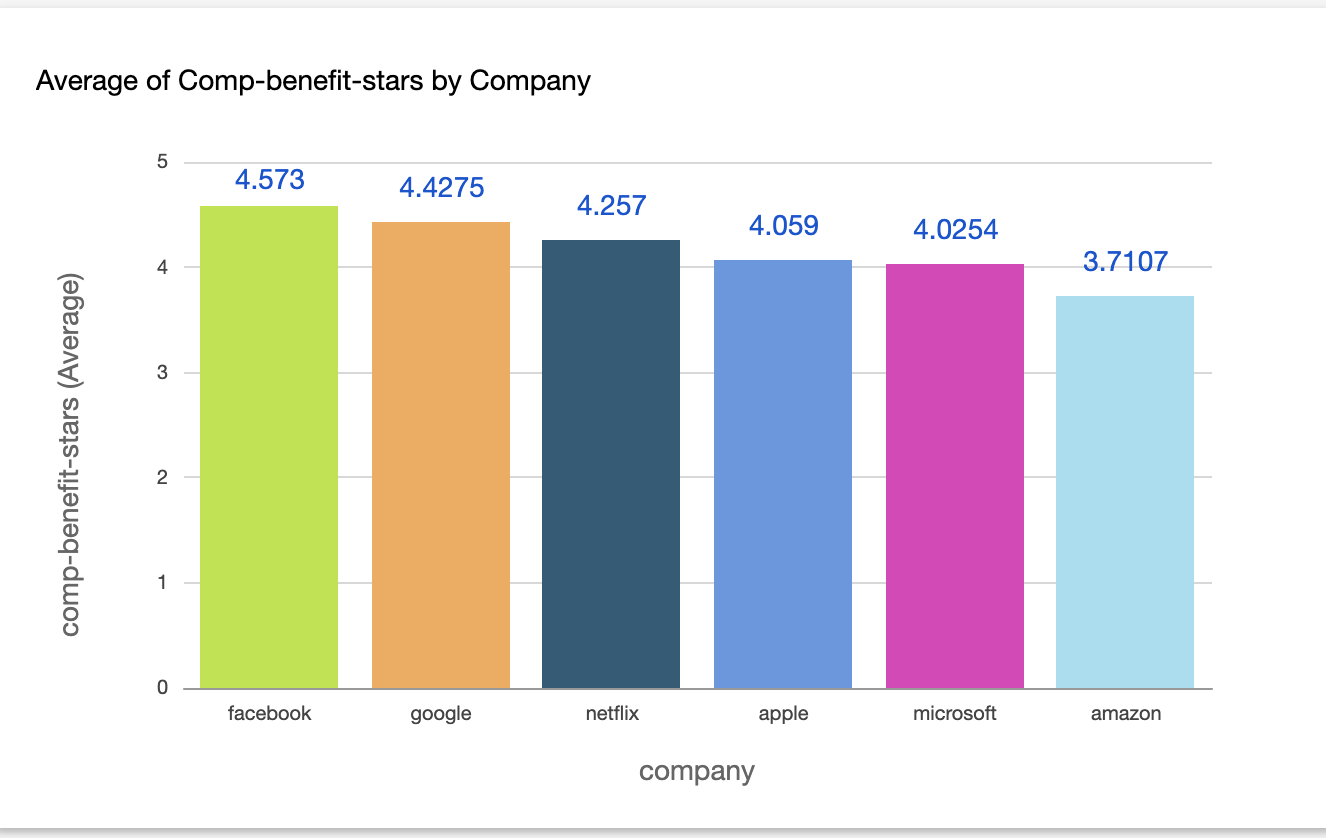 Average of Comp-benefit-stars by Company
comp-benefit-stars (Average)
5
4
3
2
1
0
4.573
4.4275
4.257
4.059
4.0254
3.7107
facebook
google
netflix
apple
microsoft
amazon
company